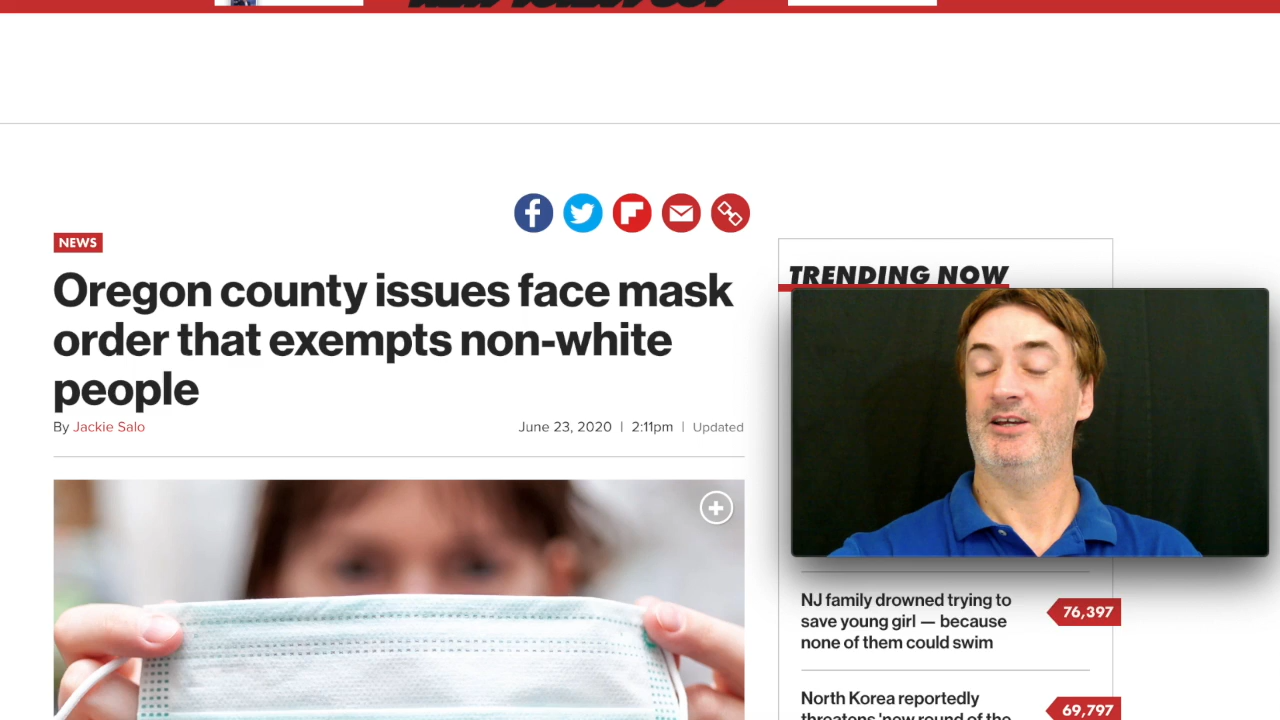 NEWS
Oregon county issues face mask
order that exempts non-white
people
By Jackie Salo
June 23, 2020 | 2:11pm | Updated
TRENDING NOW
NJ family drowned trying to
save young girl — because
none of them could swim
76,397
North Korea reportedly
69,797